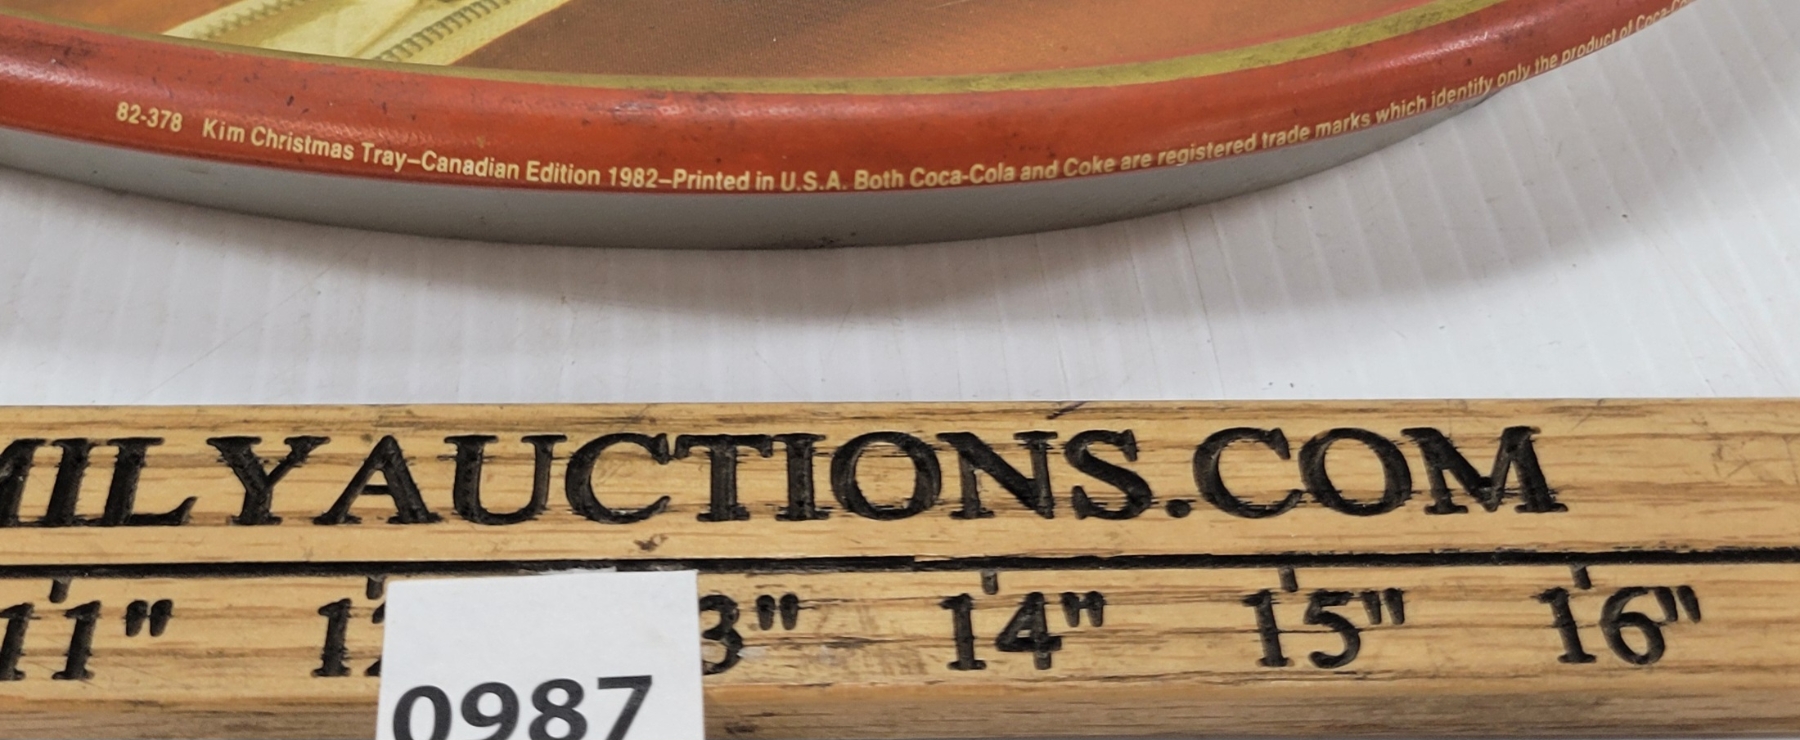 82-378 Kim Christmas Tray–Canadian Edition 1982–Printed in U.S.A. Both Coca-Cola and Coke are registered trade marks which identify only the product of
MILYAUCTIONS.COM
11" 14" 15" 16"
0987